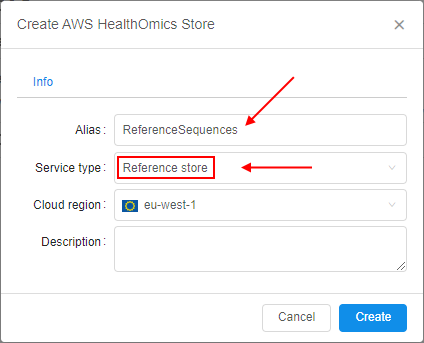 Create AWS HealthOmics Store
Info
Alias: ReferenceSequences
Service type: Reference store
Cloud region: eu-west-1
Description:
Cancel Create